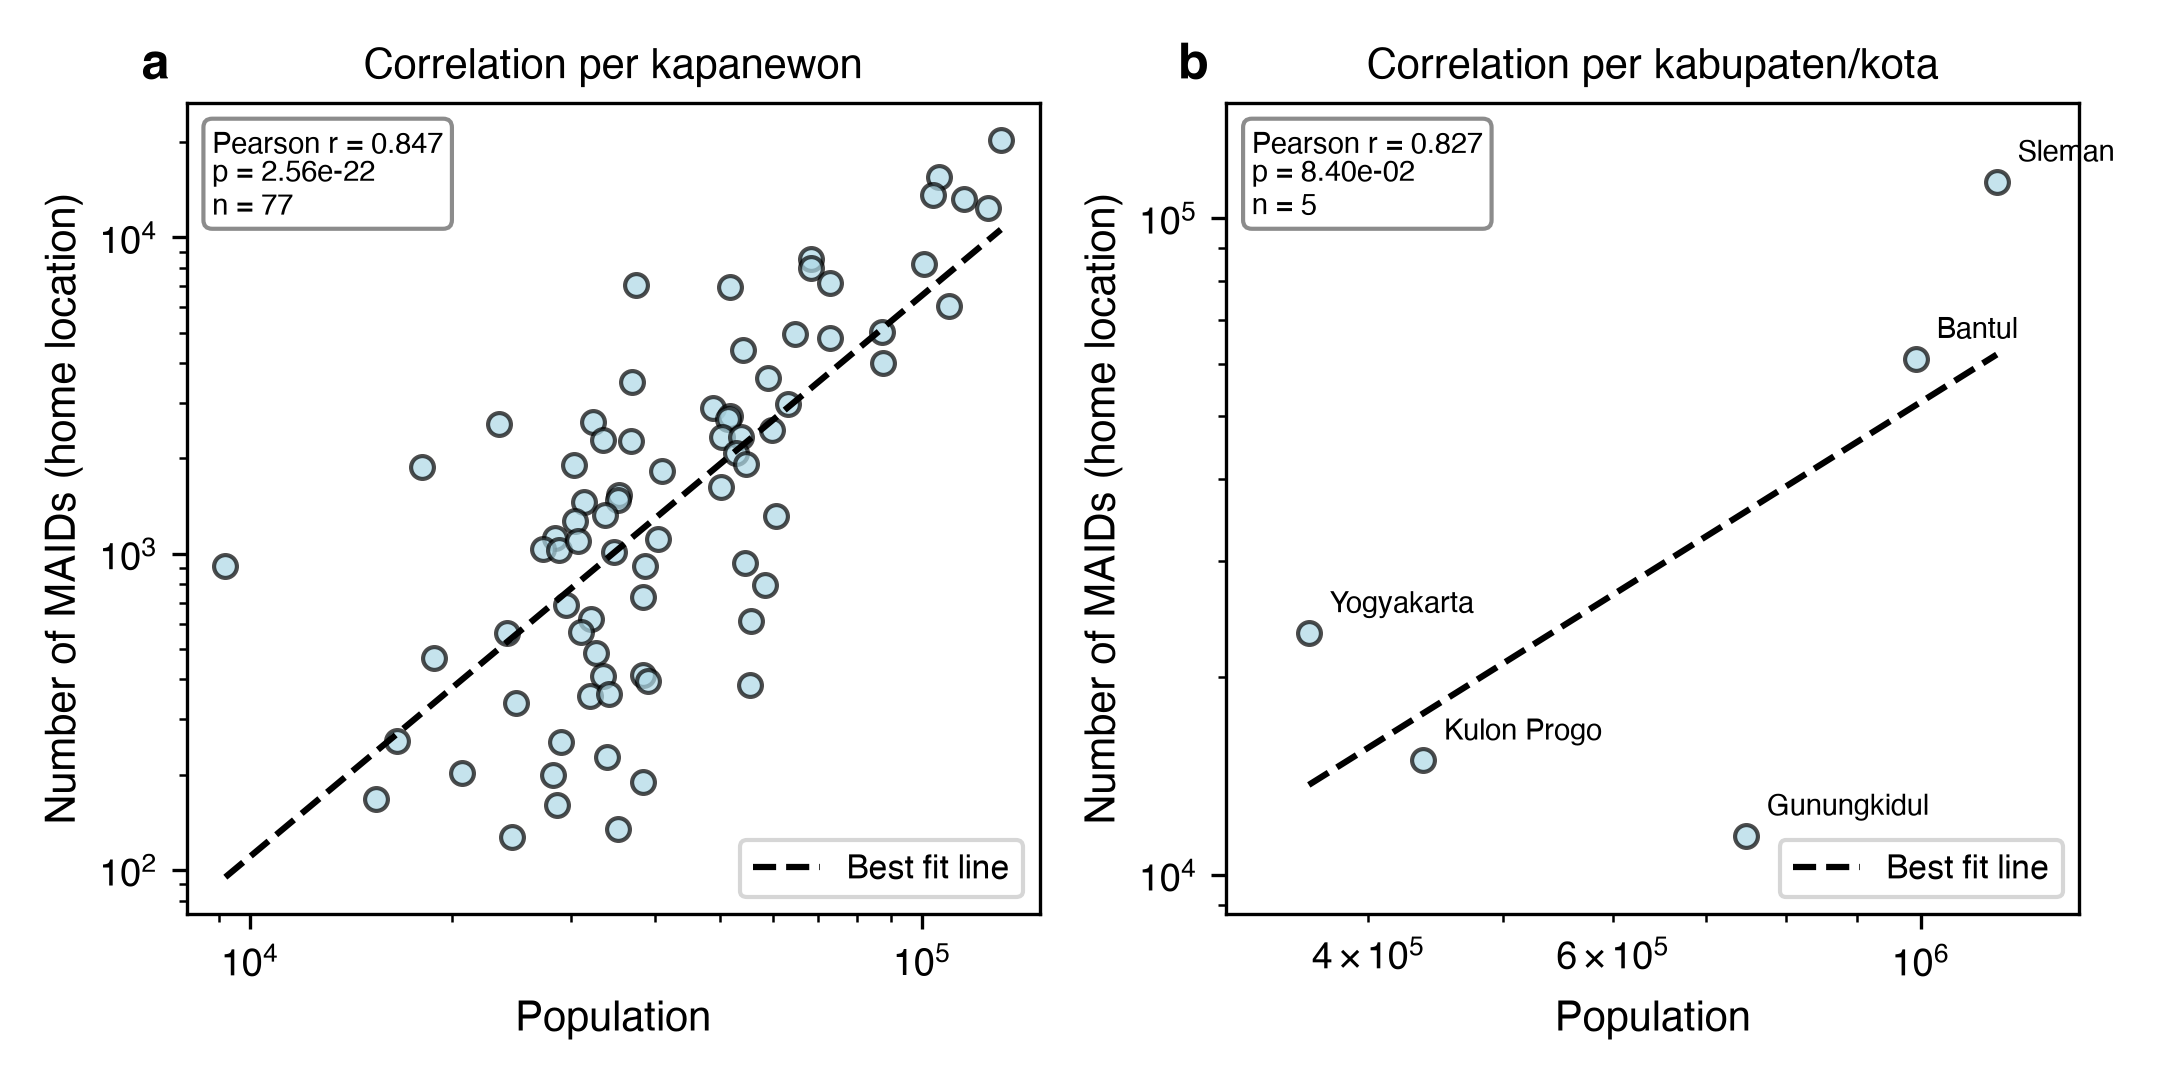 a
Correlation per kapanewon
Pearson r = 0.847
p = 2.56e-22
n = 77
Number of MAIDs (home location)
10⁴
10³
10²
Best fit line
10⁴
10⁵
Population
b
Correlation per kabupaten/kota
Pearson r = 0.827
p = 8.40e-02
n = 5
Number of MAIDs (home location)
10⁵
10⁴
Sleman
Bantul
Yogyakarta
Kulon Progo
Gunungkidul
Best fit line
4×10⁵
6×10⁵
10⁶
Population